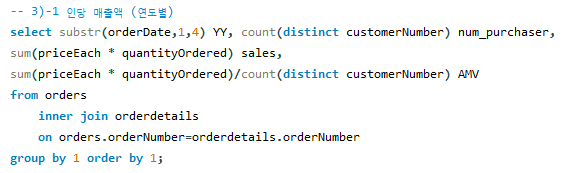 -- 3)-1 인당 매출액 (연도별)
select substr(orderDate,1,4) YY, count(distinct customerNumber) num_purchaser,
sum(priceEach * quantityOrdered) sales,
sum(priceEach * quantityOrdered)/count(distinct customerNumber) AMV
from orders
    inner join orderdetails
    on orders.orderNumber=orderdetails.orderNumber
group by 1 order by 1;